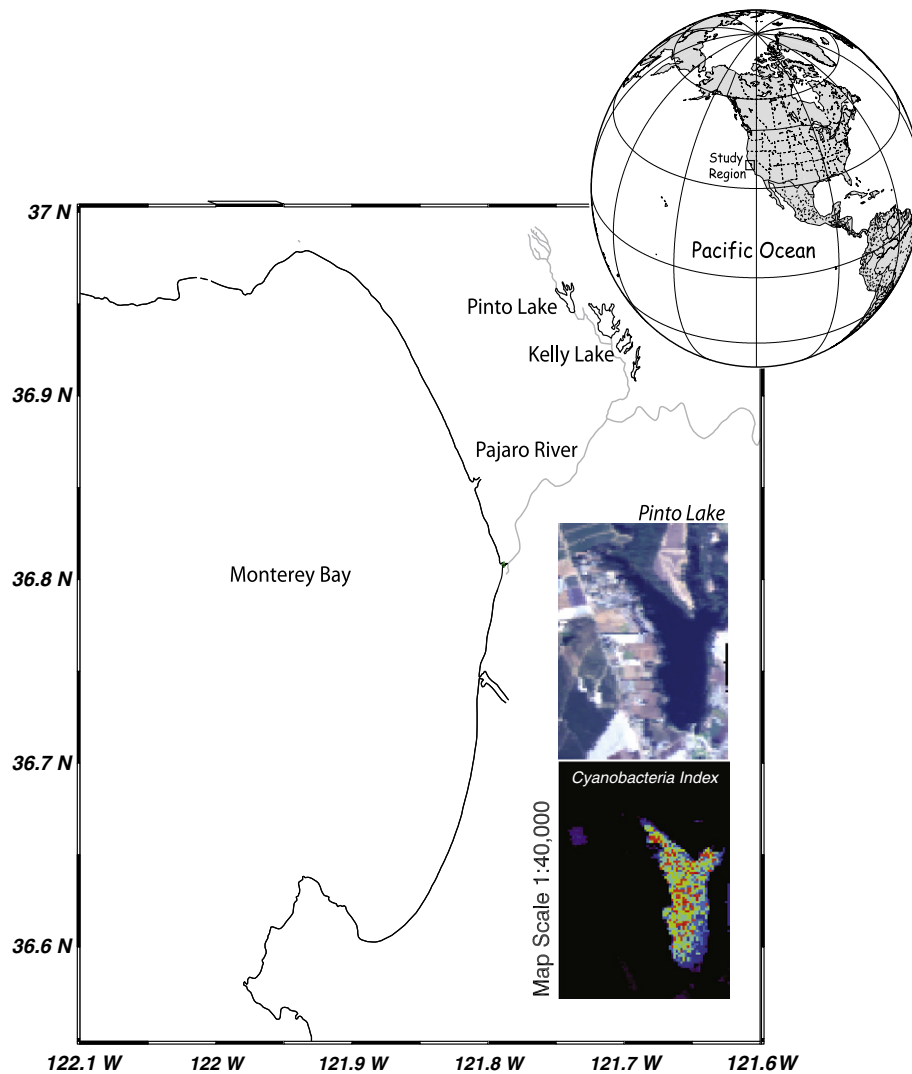 Study
Region
Pacific Ocean
37 N
36.9 N
36.8 N
36.7 N
36.6 N
Pinto Lake
Kelly Lake
Pajaro River
Monterey Bay
Pinto Lake
Cyanobacteria Index
Map Scale 1:40,000
122.1 W
122 W
121.9 W
121.8 W
121.7 W
121.6W